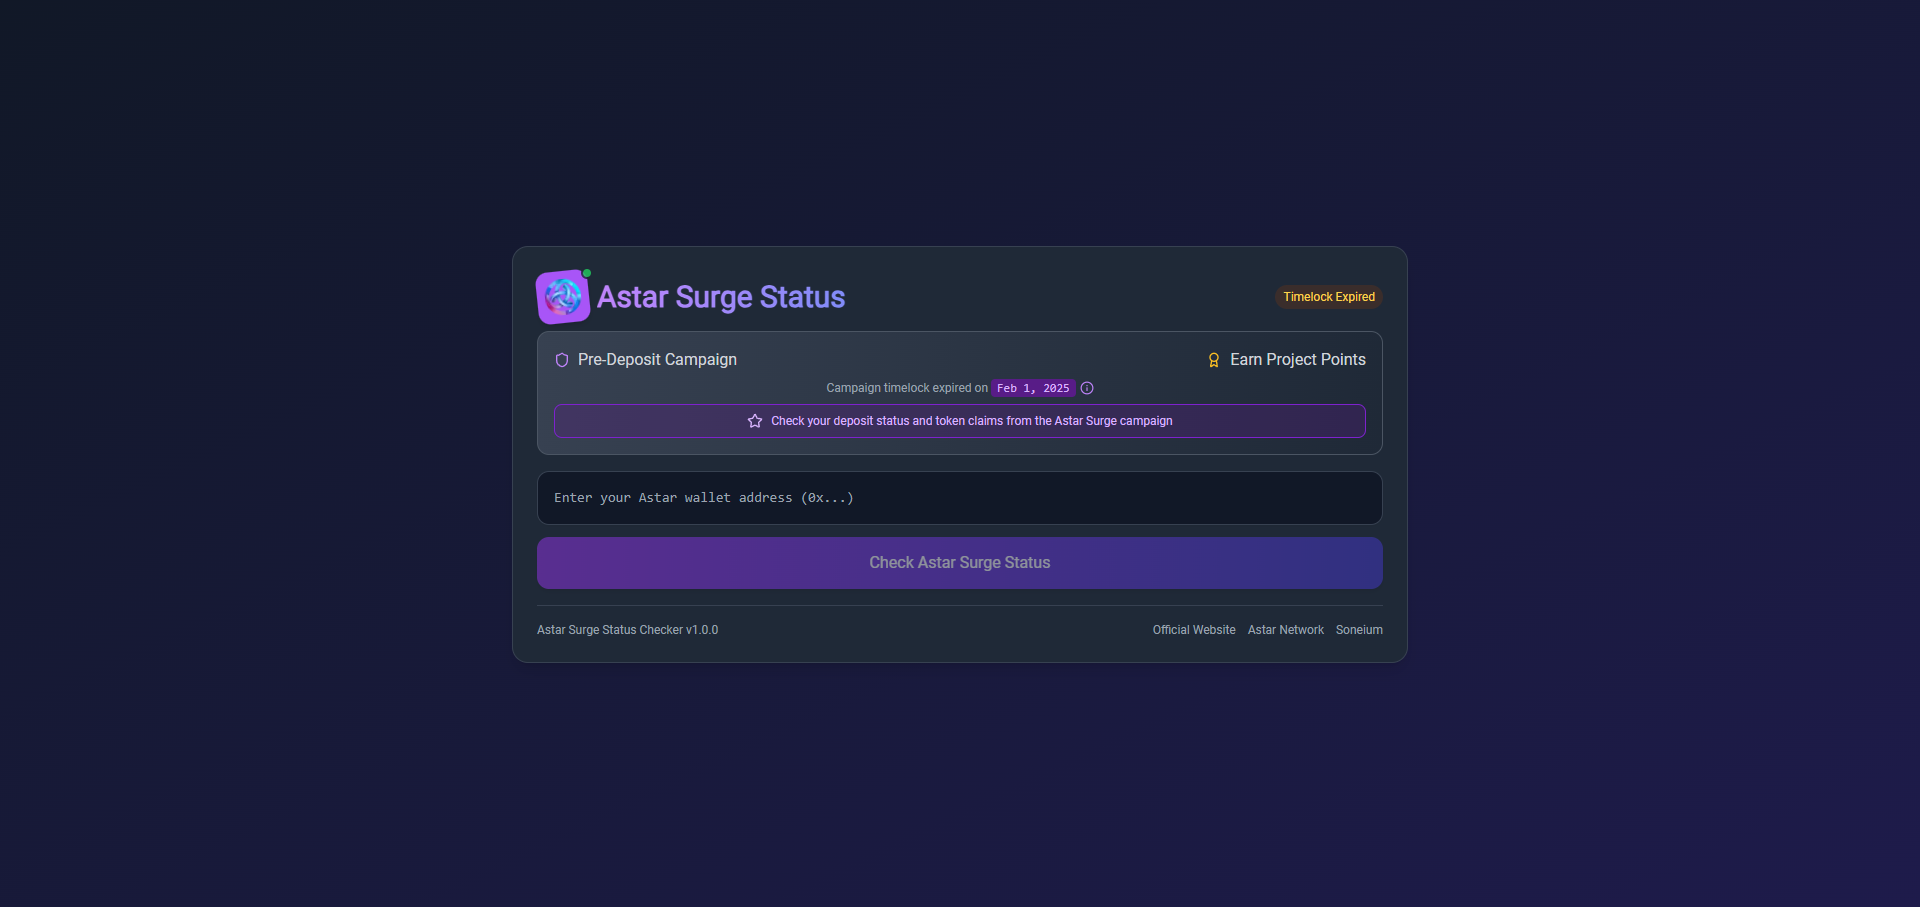 Astar Surge Status
Timelock Expired
Pre-Deposit Campaign
Earn Project Points
Campaign timelock expired on Feb 1, 2025
Check your deposit status and token claims from the Astar Surge campaign
Enter your Astar wallet address (0x...)
Check Astar Surge Status
Astar Surge Status Checker v1.0.0
Official Website Astar Network Soneium